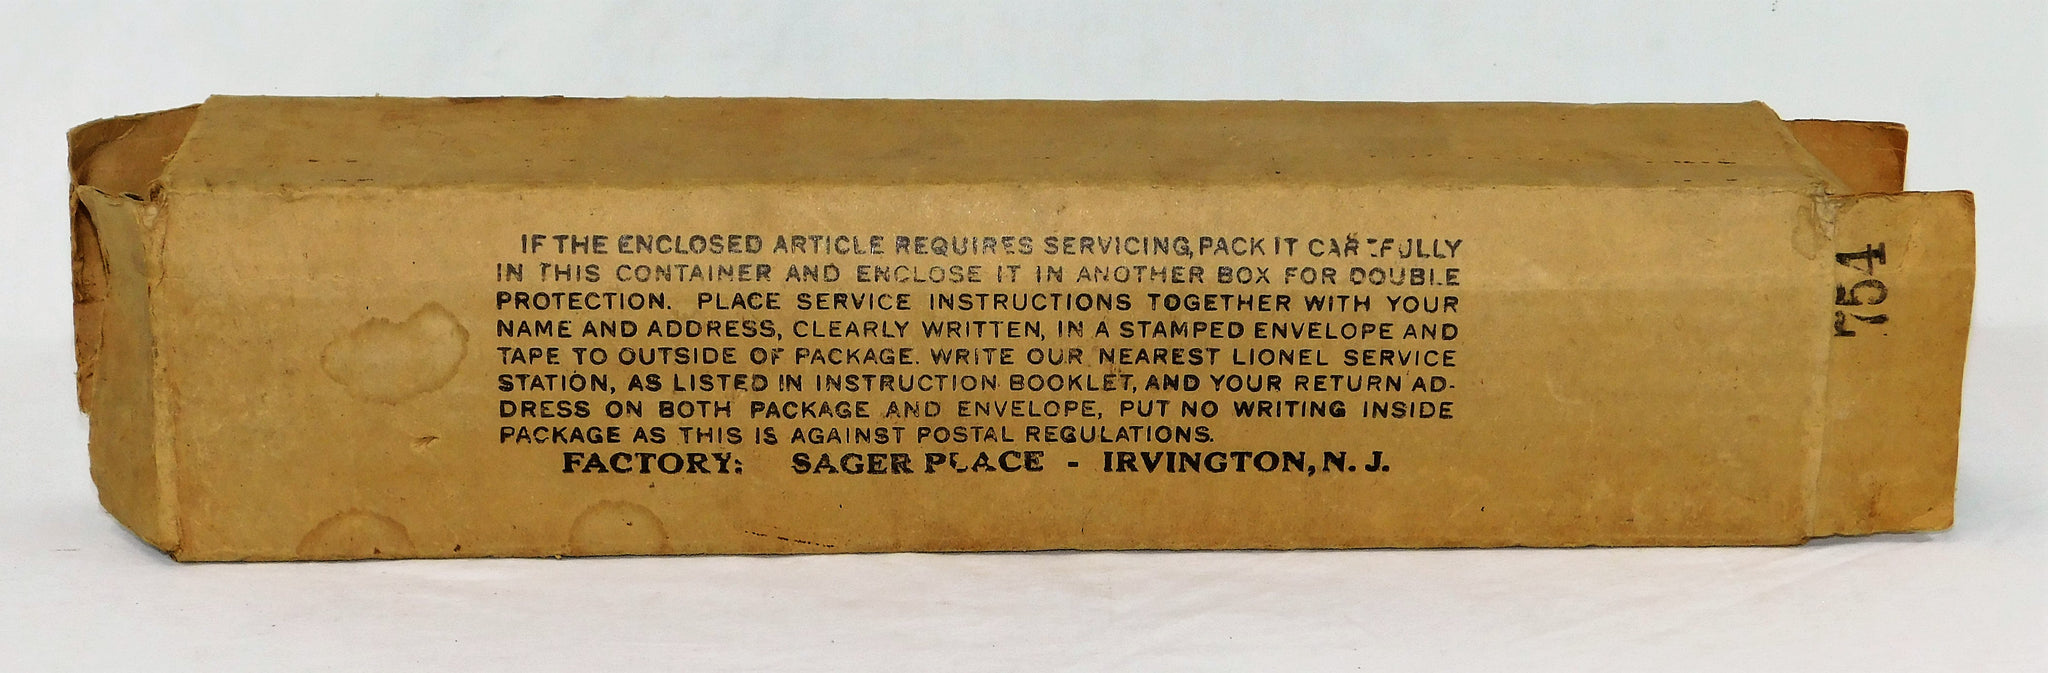 IF THE ENCLOSED ARTICLE REQUIRES SERVICING, PACK IT CAREFULLY
IN THIS CONTAINER AND ENCLOSE IT IN ANOTHER BOX FOR DOUBLE
PROTECTION. PLACE SERVICE INSTRUCTIONS TOGETHER WITH YOUR
NAME AND ADDRESS, CLEARLY WRITTEN, IN A STAMPED ENVELOPE AND
TAPE TO OUTSIDE OF PACKAGE. WRITE OUR NEAREST LIONEL SERVICE
STATION, AS LISTED IN INSTRUCTION BOOKLET, AND YOUR RETURN AD-
DRESS ON BOTH PACKAGE AND ENVELOPE, PUT NO WRITING INSIDE
PACKAGE AS THIS IS AGAINST POSTAL REGULATIONS.
FACTORY: SAGER PLACE - IRVINGTON, N. J.
754